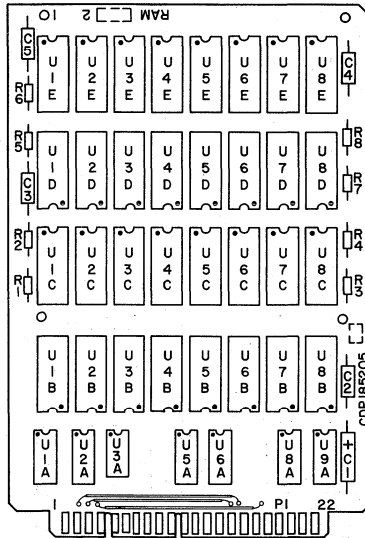 1 2 RAM
C5
U1E U2E U3E U4E U5E U6E U7E U8E
C4
R6
R5
R8
U1D U2D U3D U4D U5D U6D U7D U8D
C3
R7
R2
R4
U1C U2C U3C U4C U5C U6C U7C U8C
R1
R3
U1B U2B U3B U4B U5B U6B U7B U8B
C2
CDP18S205
U1A U2A U3A U5A U6A U8A U9A
+C1
1 P1 22